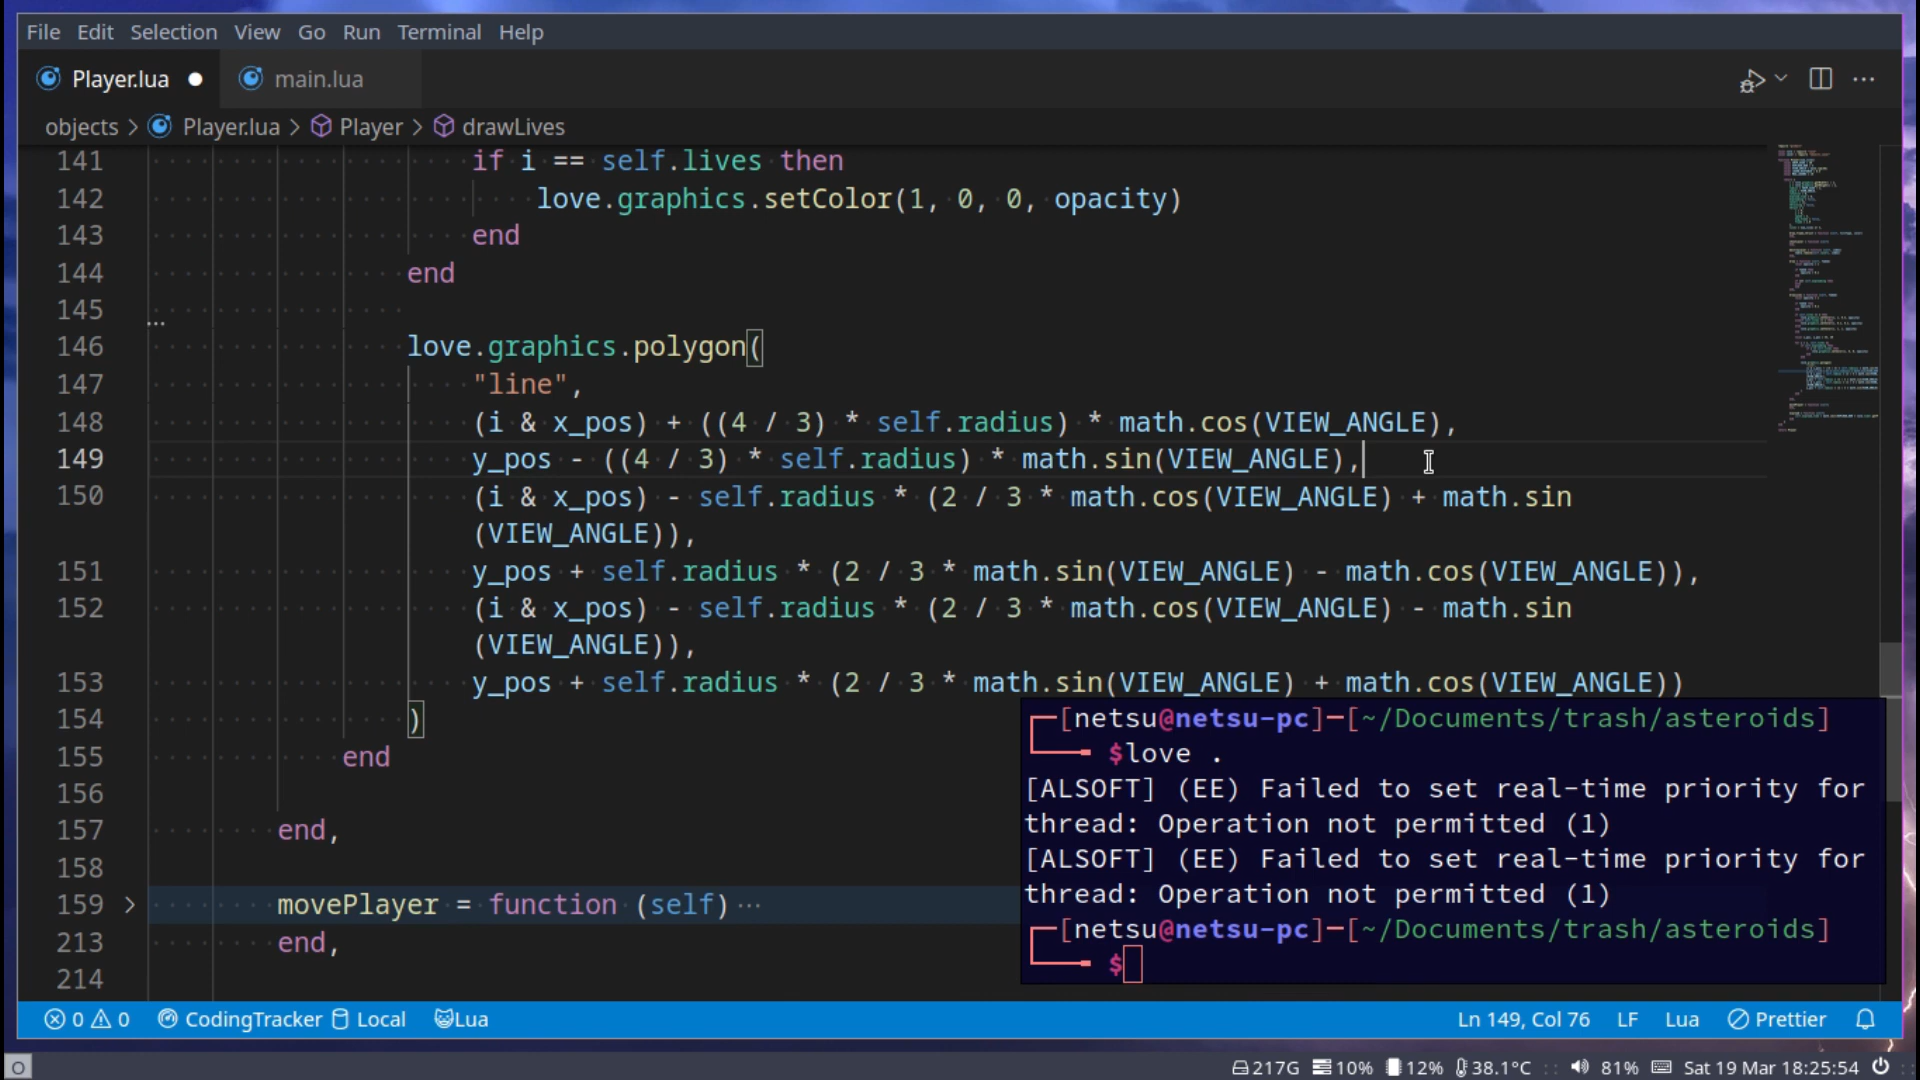 File Edit Selection View Go Run Terminal Help
Player.lua ● main.lua
objects > Player.lua > Player > drawLives
141 if i == self.lives then
142 love.graphics.setColor(1, 0, 0, opacity)
143 end
144 end
145
146 love.graphics.polygon(
147 "line",
148 (i & x_pos) + ((4 / 3) * self.radius) * math.cos(VIEW_ANGLE),
149 y_pos - ((4 / 3) * self.radius) * math.sin(VIEW_ANGLE),
150 (i & x_pos) - self.radius * (2 / 3 * math.cos(VIEW_ANGLE) + math.sin
(VIEW_ANGLE)),
151 y_pos + self.radius * (2 / 3 * math.sin(VIEW_ANGLE) - math.cos(VIEW_ANGLE)),
152 (i & x_pos) - self.radius * (2 / 3 * math.cos(VIEW_ANGLE) - math.sin
(VIEW_ANGLE)),
153 y_pos + self.radius * (2 / 3 * math.sin(VIEW_ANGLE) + math.cos(VIEW_ANGLE))
154 )
155 end
156
157 end,
158
159 > movePlayer = function (self) ···
213 end,
214
[netsu@netsu-pc]-[~/Documents/trash/asteroids]
$love .
[ALSOFT] (EE) Failed to set real-time priority for
thread: Operation not permitted (1)
[ALSOFT] (EE) Failed to set real-time priority for
thread: Operation not permitted (1)
[netsu@netsu-pc]-[~/Documents/trash/asteroids]
$
0 0 CodingTracker Local Lua Ln 149, Col 76 LF Lua Prettier
217G 10% 12% 38.1°C :: 81% Sat 19 Mar 18:25:54